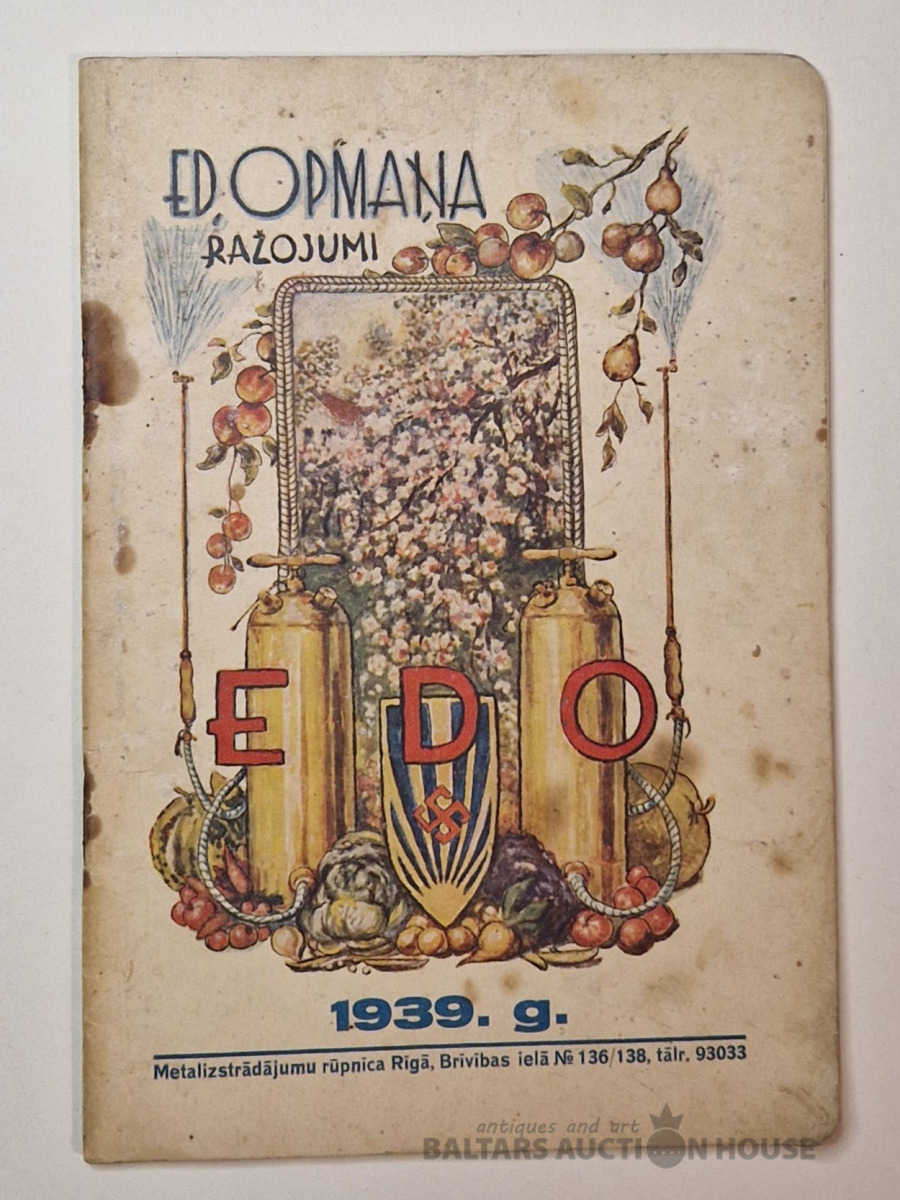 ED. OPMAŅA
RAŽOJUMI
EDO
1939. g.
Metalizstrādājumu rūpnīca Rīgā, Brīvības ielā № 136/138, tālr. 93033
antiques and art
BALTARS AUCTION HOUSE